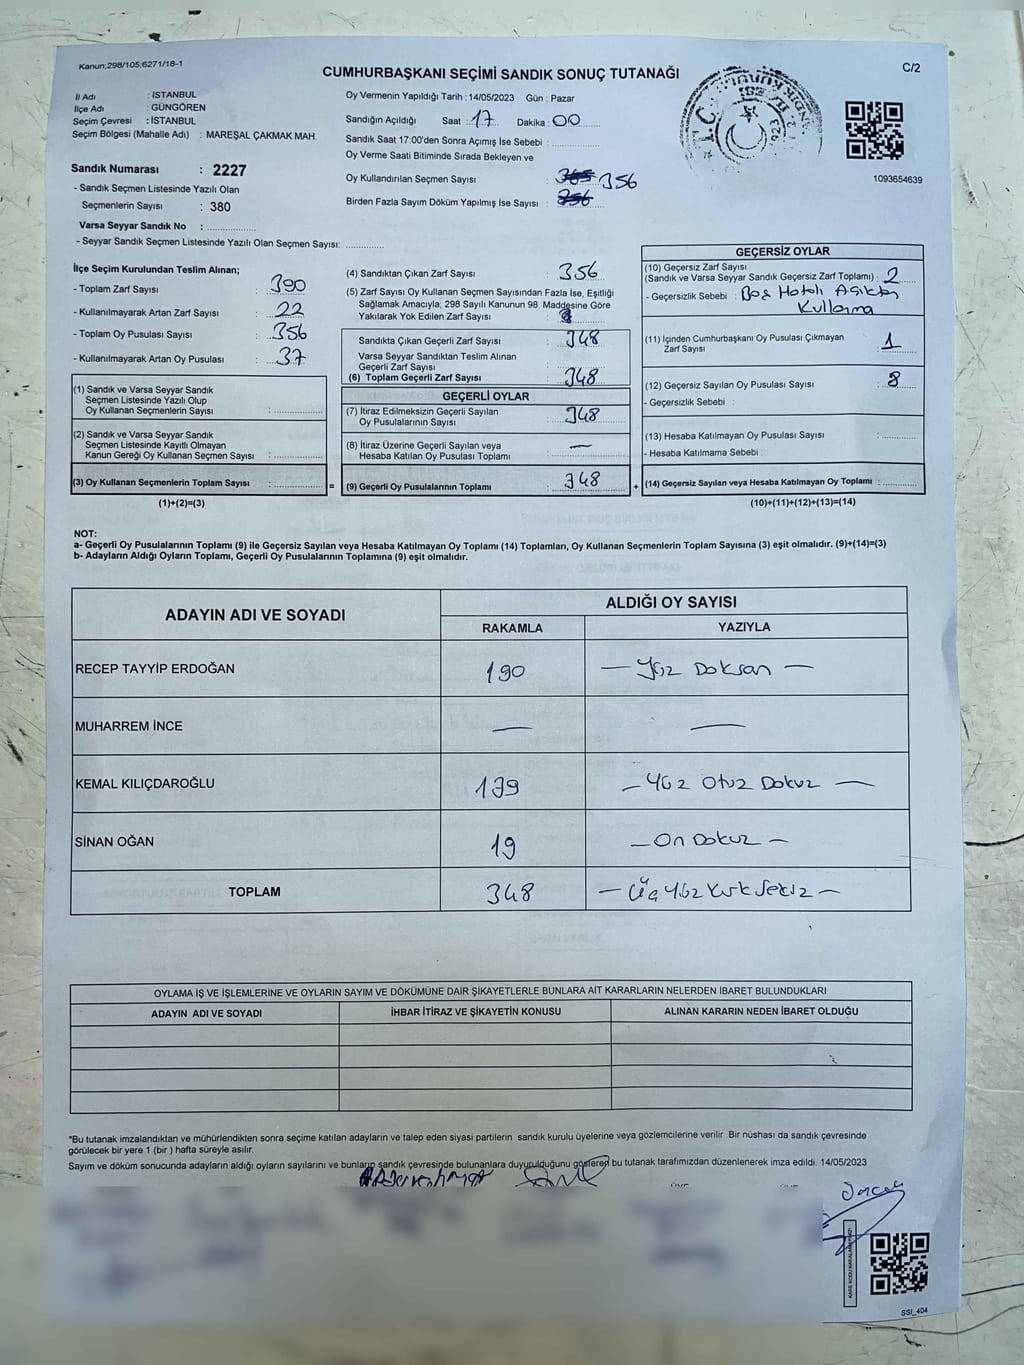 Kanun;298/105;6271/18-1
CUMHURBAŞKANI SEÇİMİ SANDIK SONUÇ TUTANAĞI
C/2
İl Adı : İSTANBUL
İlçe Adı : GÜNGÖREN
Seçim Çevresi : İSTANBUL
Seçim Bölgesi (Mahalle Adı) : MAREŞAL ÇAKMAK MAH.
Oy Vermenin Yapıldığı Tarih : 14/05/2023 Gün : Pazar
Sandığın Açıldığı Saat : 17 Dakika : 00
Sandık Saat 17:00'den Sonra Açımış İse Sebebi :
Oy Verme Saati Bitiminde Sırada Bekleyen ve
Oy Kullandırılan Seçmen Sayısı : 365 356
Birden Fazla Sayım Döküm Yapılmış İse Sayısı : 356
1093654639
Sandık Numarası : 2227
- Sandık Seçmen Listesinde Yazılı Olan
Seçmenlerin Sayısı : 380
Varsa Seyyar Sandık No :
- Seyyar Sandık Seçmen Listesinde Yazılı Olan Seçmen Sayısı:
İlçe Seçim Kurulundan Teslim Alınan;
- Toplam Zarf Sayısı : 390
- Kullanılmayarak Artan Zarf Sayısı : 22
- Toplam Oy Pusulası Sayısı : 356
- Kullanılmayarak Artan Oy Pusulası : 37
(1) Sandık ve Varsa Seyyar Sandık
Seçmen Listesinde Yazılı Olup
Oy Kullanan Seçmenlerin Sayısı :
(2) Sandık ve Varsa Seyyar Sandık
Seçmen Listesinde Kayıtlı Olmayan
Kanun Gereği Oy Kullanan Seçmen Sayısı :
(3) Oy Kullanan Seçmenlerin Toplam Sayısı :
(1)+(2)=(3)
(4) Sandıktan Çıkan Zarf Sayısı : 356
(5) Zarf Sayısı Oy Kullanan Seçmen Sayısından Fazla İse, Eşitliği
Sağlamak Amacıyla; 298 Sayılı Kanunun 98. Maddesine Göre
Yakılarak Yok Edilen Zarf Sayısı :
Sandıkta Çıkan Geçerli Zarf Sayısı : 348
Varsa Seyyar Sandıktan Teslim Alınan
Geçerli Zarf Sayısı :
(6) Toplam Geçerli Zarf Sayısı : 348
GEÇERLİ OYLAR
(7) İtiraz Edilmeksizin Geçerli Sayılan
Oy Pusulalarının Sayısı : 348
(8) İtiraz Üzerine Geçerli Sayılan veya
Hesaba Katılan Oy Pusulası Toplamı : —
= (9) Geçerli Oy Pusulalarının Toplamı : 348
GEÇERSİZ OYLAR
(10) Geçersiz Zarf Sayısı
(Sandık ve Varsa Seyyar Sandık Geçersiz Zarf Toplamı) : 2
- Geçersizlik Sebebi : Boş Hatalı Açıktan
Kullanma
(11) İçinden Cumhurbaşkanı Oy Pusulası Çıkmayan
Zarf Sayısı : 1
(12) Geçersiz Sayılan Oy Pusulası Sayısı : 8
- Geçersizlik Sebebi :
(13) Hesaba Katılmayan Oy Pusulası Sayısı :
- Hesaba Katılmama Sebebi :
+ (14) Geçersiz Sayılan veya Hesaba Katılmayan Oy Toplamı :
(10)+(11)+(12)+(13)=(14)
NOT:
a- Geçerli Oy Pusulalarının Toplamı (9) ile Geçersiz Sayılan veya Hesaba Katılmayan Oy Toplamı (14) Toplamları, Oy Kullanan Seçmenlerin Toplam Sayısına (3) eşit olmalıdır. (9)+(14)=(3)
b- Adayların Aldığı Oyların Toplamı, Geçerli Oy Pusulalarının Toplamına (9) eşit olmalıdır.
ADAYIN ADI VE SOYADI
ALDIĞI OY SAYISI
RAKAMLA YAZIYLA
RECEP TAYYİP ERDOĞAN 190 — Yüz Doksan —
MUHARREM İNCE — —
KEMAL KILIÇDAROĞLU 139 — Yüz Otuz Dokuz —
SİNAN OĞAN 19 — On Dokuz —
TOPLAM 348 — Üç Yüz Kırk Sekiz —
OYLAMA İŞ VE İŞLEMLERİNE VE OYLARIN SAYIM VE DÖKÜMÜNE DAİR ŞİKAYETLERLE BUNLARA AİT KARARLARIN NELERDEN İBARET BULUNDUKLARI
ADAYIN ADI VE SOYADI
İHBAR İTİRAZ VE ŞİKAYETİN KONUSU
ALINAN KARARIN NEDEN İBARET OLDUĞU
*Bu tutanak imzalandıktan ve mühürlendikten sonra seçime katılan adayların ve talep eden siyasi partilerin sandık kurulu üyelerine veya gözlemcilerine verilir. Bir nüshası da sandık çevresinde
görülecek bir yere 1 (bir ) hafta süreyle asılır.
Sayım ve döküm sonucunda adayların aldığı oyların sayılarını ve bunların sandık çevresinde bulunanlara duyurulduğunu gösteren bu tutanak tarafımızdan düzenlenerek imza edildi. 14/05/2023
SSI_404